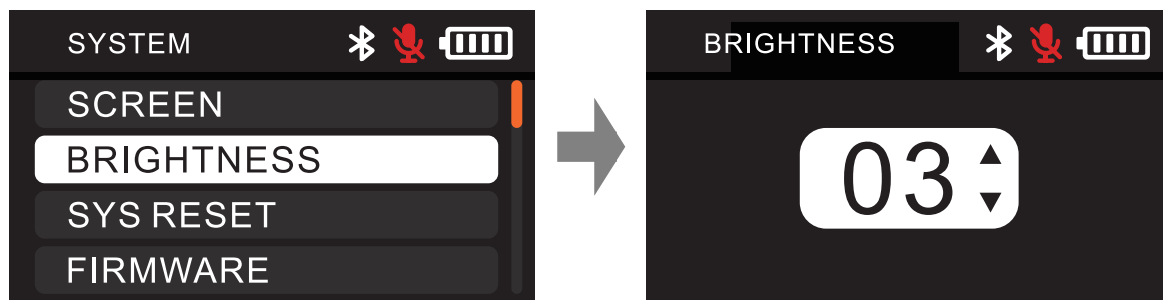 SYSTEM
SCREEN
BRIGHTNESS
SYS RESET
FIRMWARE
BRIGHTNESS
03